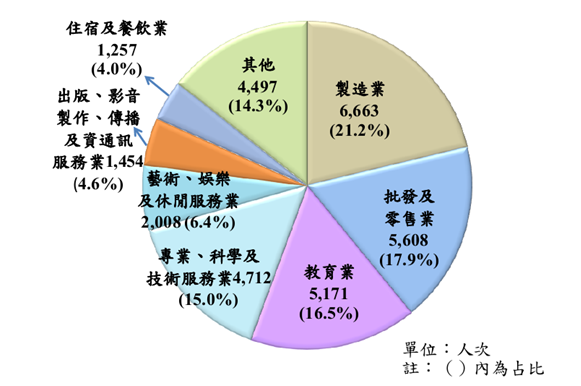 住宿及餐飲業
1,257
(4.0%)
出版、影音
製作、傳播
及資通訊
服務業1,454
(4.6%)
藝術、娛樂
及休閒服務業
2,008 (6.4%)
專業、科學及
技術服務業4,712
(15.0%)
其他
4,497
(14.3%)
製造業
6,663
(21.2%)
批發及
零售業
5,608
(17.9%)
教育業
5,171
(16.5%)
單位：人次
註：（ ）內為占比